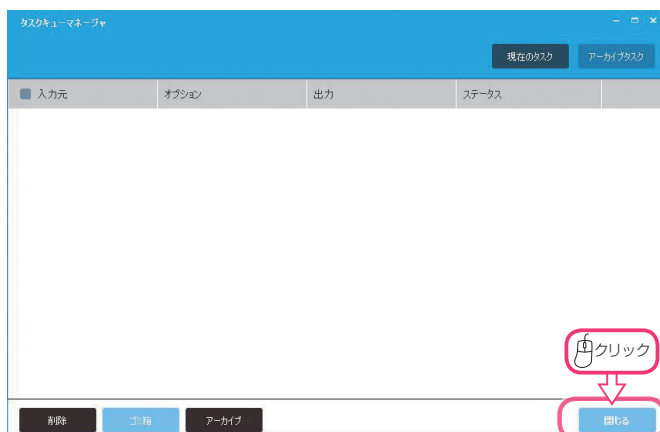 タスクキューマネージャ
現在のタスク アーカイブタスク
入力元 オプション 出力 ステータス
クリック
削除 ゴミ箱 アーカイブ 閉じる